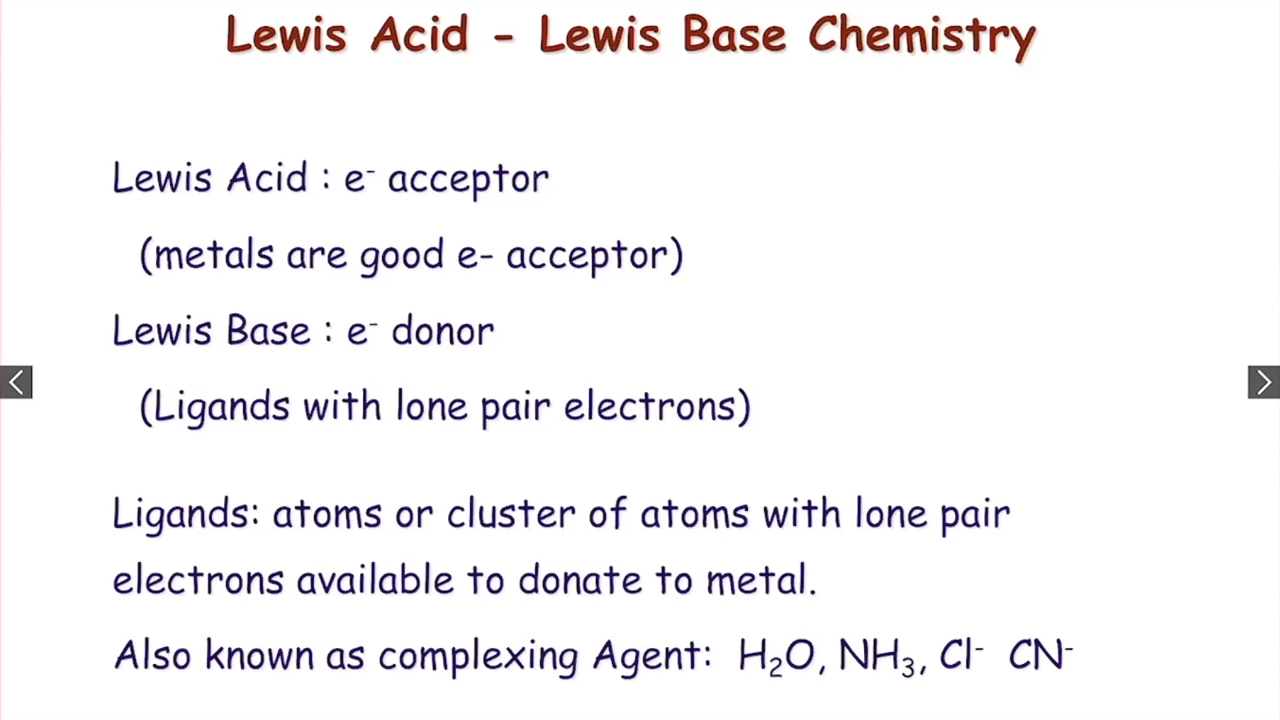 Lewis Acid - Lewis Base Chemistry
Lewis Acid : e⁻ acceptor
(metals are good e- acceptor)
Lewis Base : e⁻ donor
(Ligands with lone pair electrons)
Ligands: atoms or cluster of atoms with lone pair
electrons available to donate to metal.
Also known as complexing Agent: H₂O, NH₃, Cl⁻ CN⁻